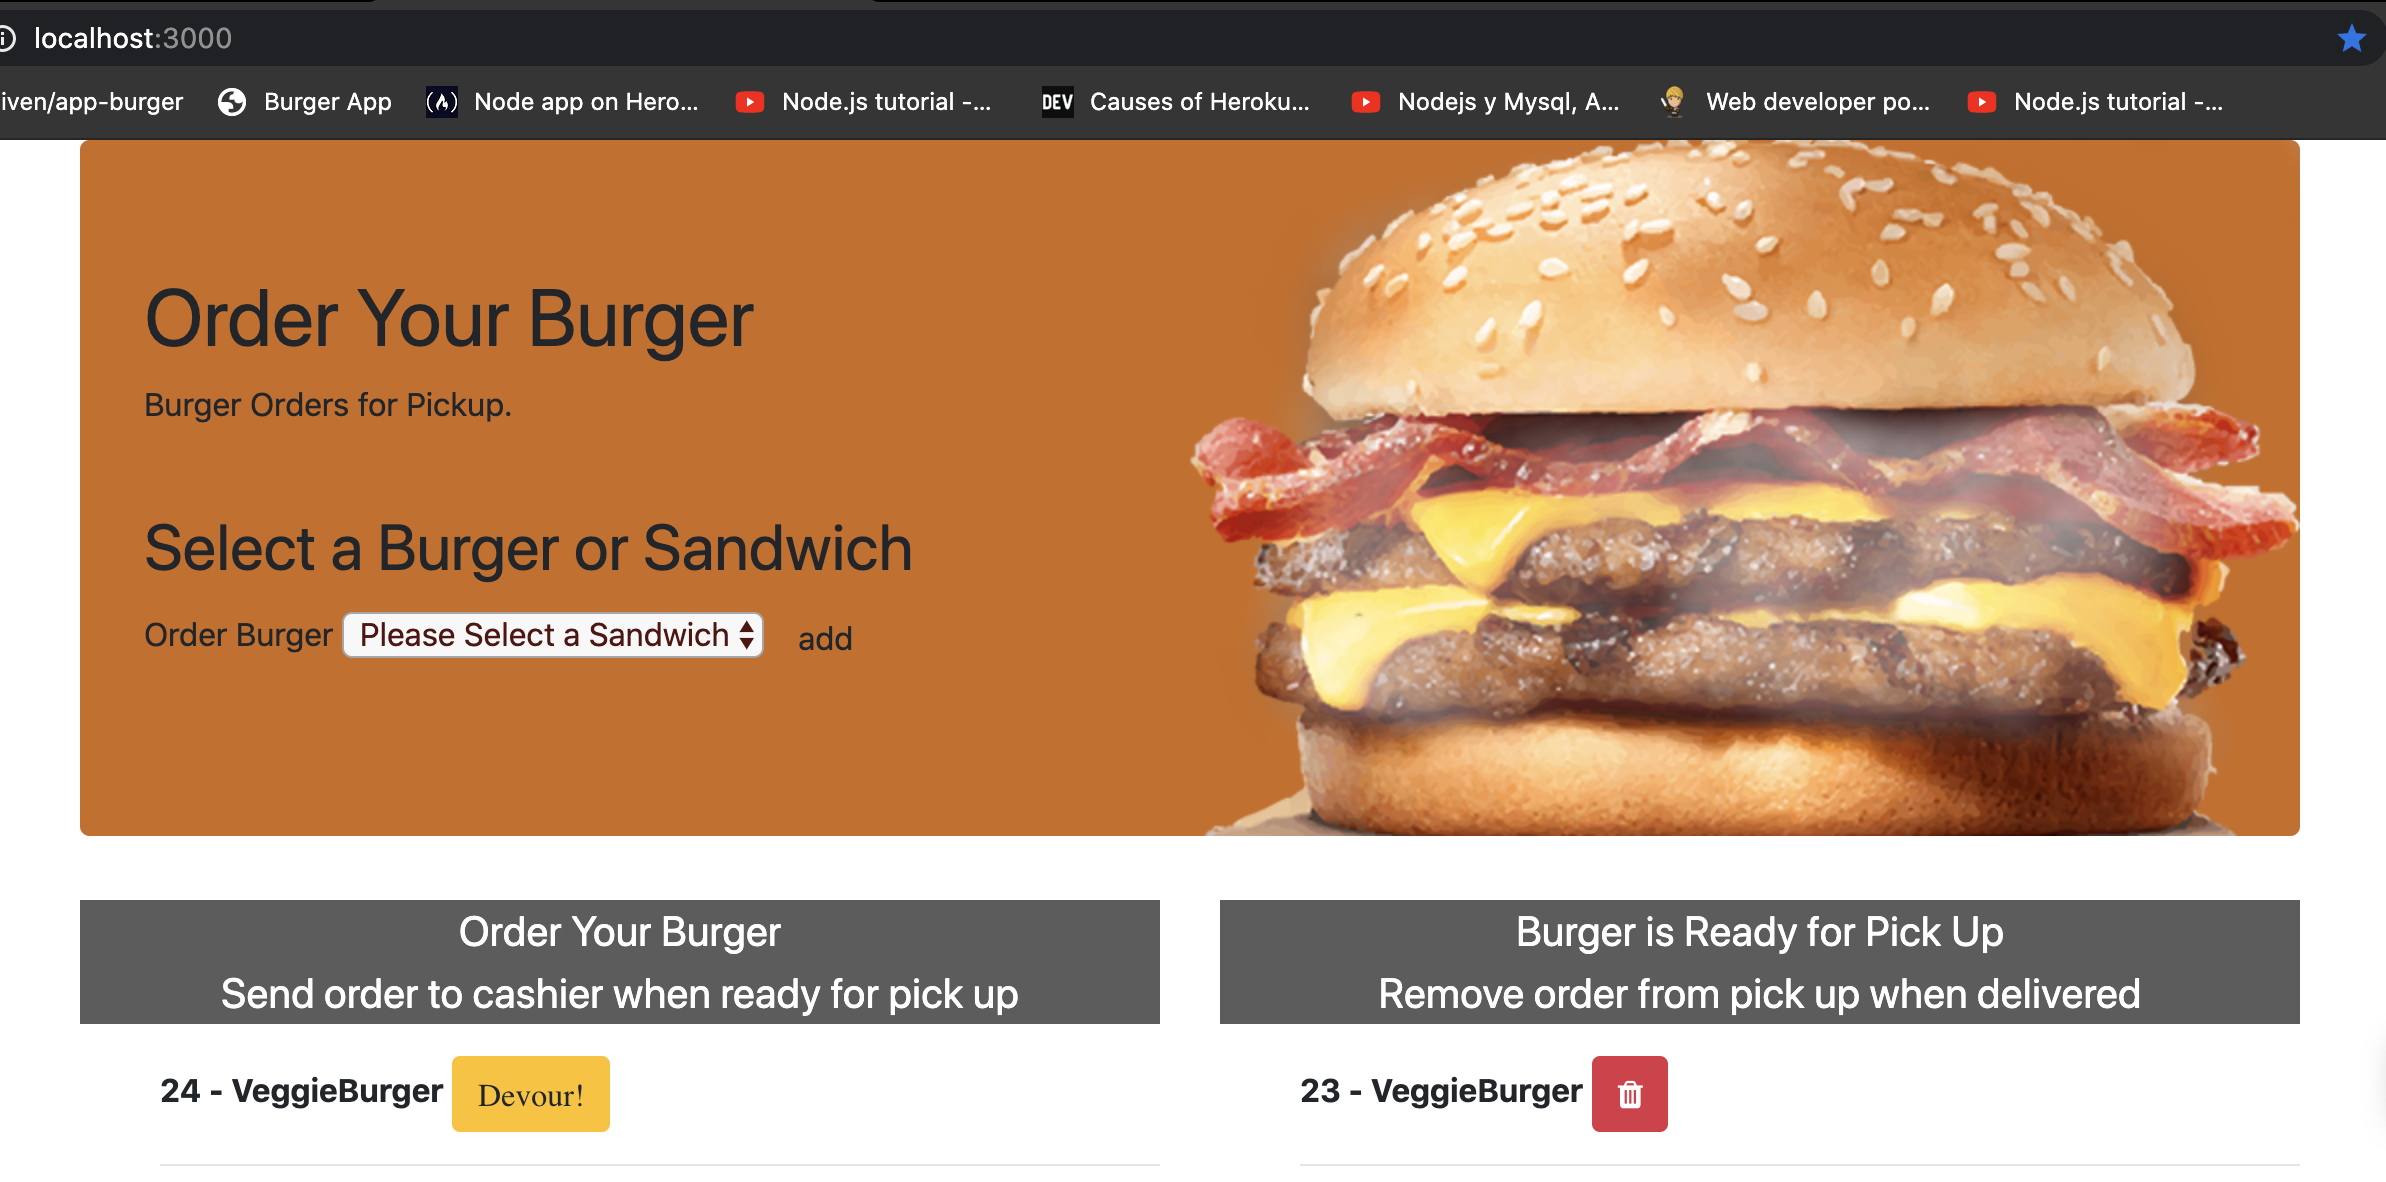 localhost:3000
iven/app-burger Burger App Node app on Hero... Node.js tutorial -... DEV Causes of Heroku... Nodejs y Mysql, A... Web developer po... Node.js tutorial -...
Order Your Burger
Burger Orders for Pickup.
Select a Burger or Sandwich
Order Burger Please Select a Sandwich add
Order Your Burger
Send order to cashier when ready for pick up
24 - VeggieBurger Devour!
Burger is Ready for Pick Up
Remove order from pick up when delivered
23 - VeggieBurger